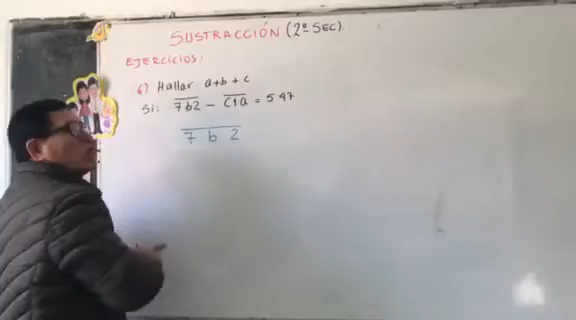 SUSTRACCIÓN (2º SEC).
EJERCICIOS:
6) Hallar a+b+c
Si: 7b2 - C1a = 547
7 b 2